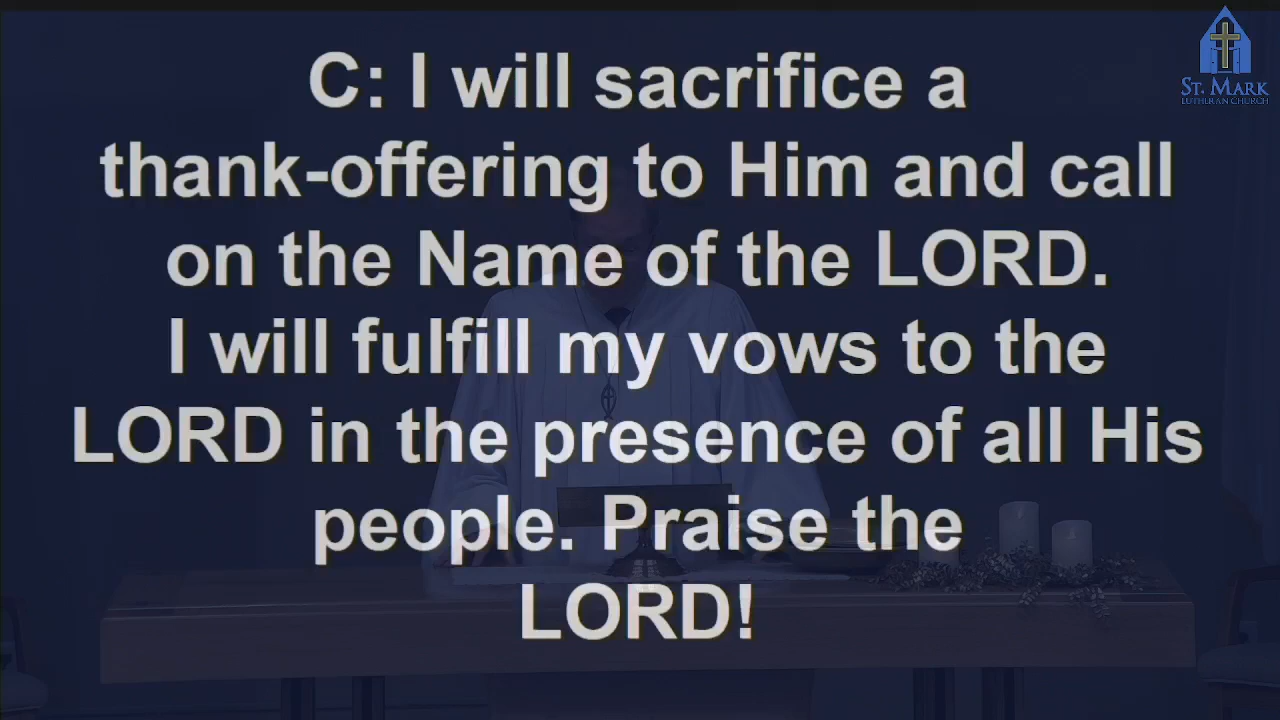 C: I will sacrifice a
thank-offering to Him and call
on the Name of the LORD.
I will fulfill my vows to the
LORD in the presence of all His
people. Praise the
LORD!
ST. MARK
LUTHERAN CHURCH